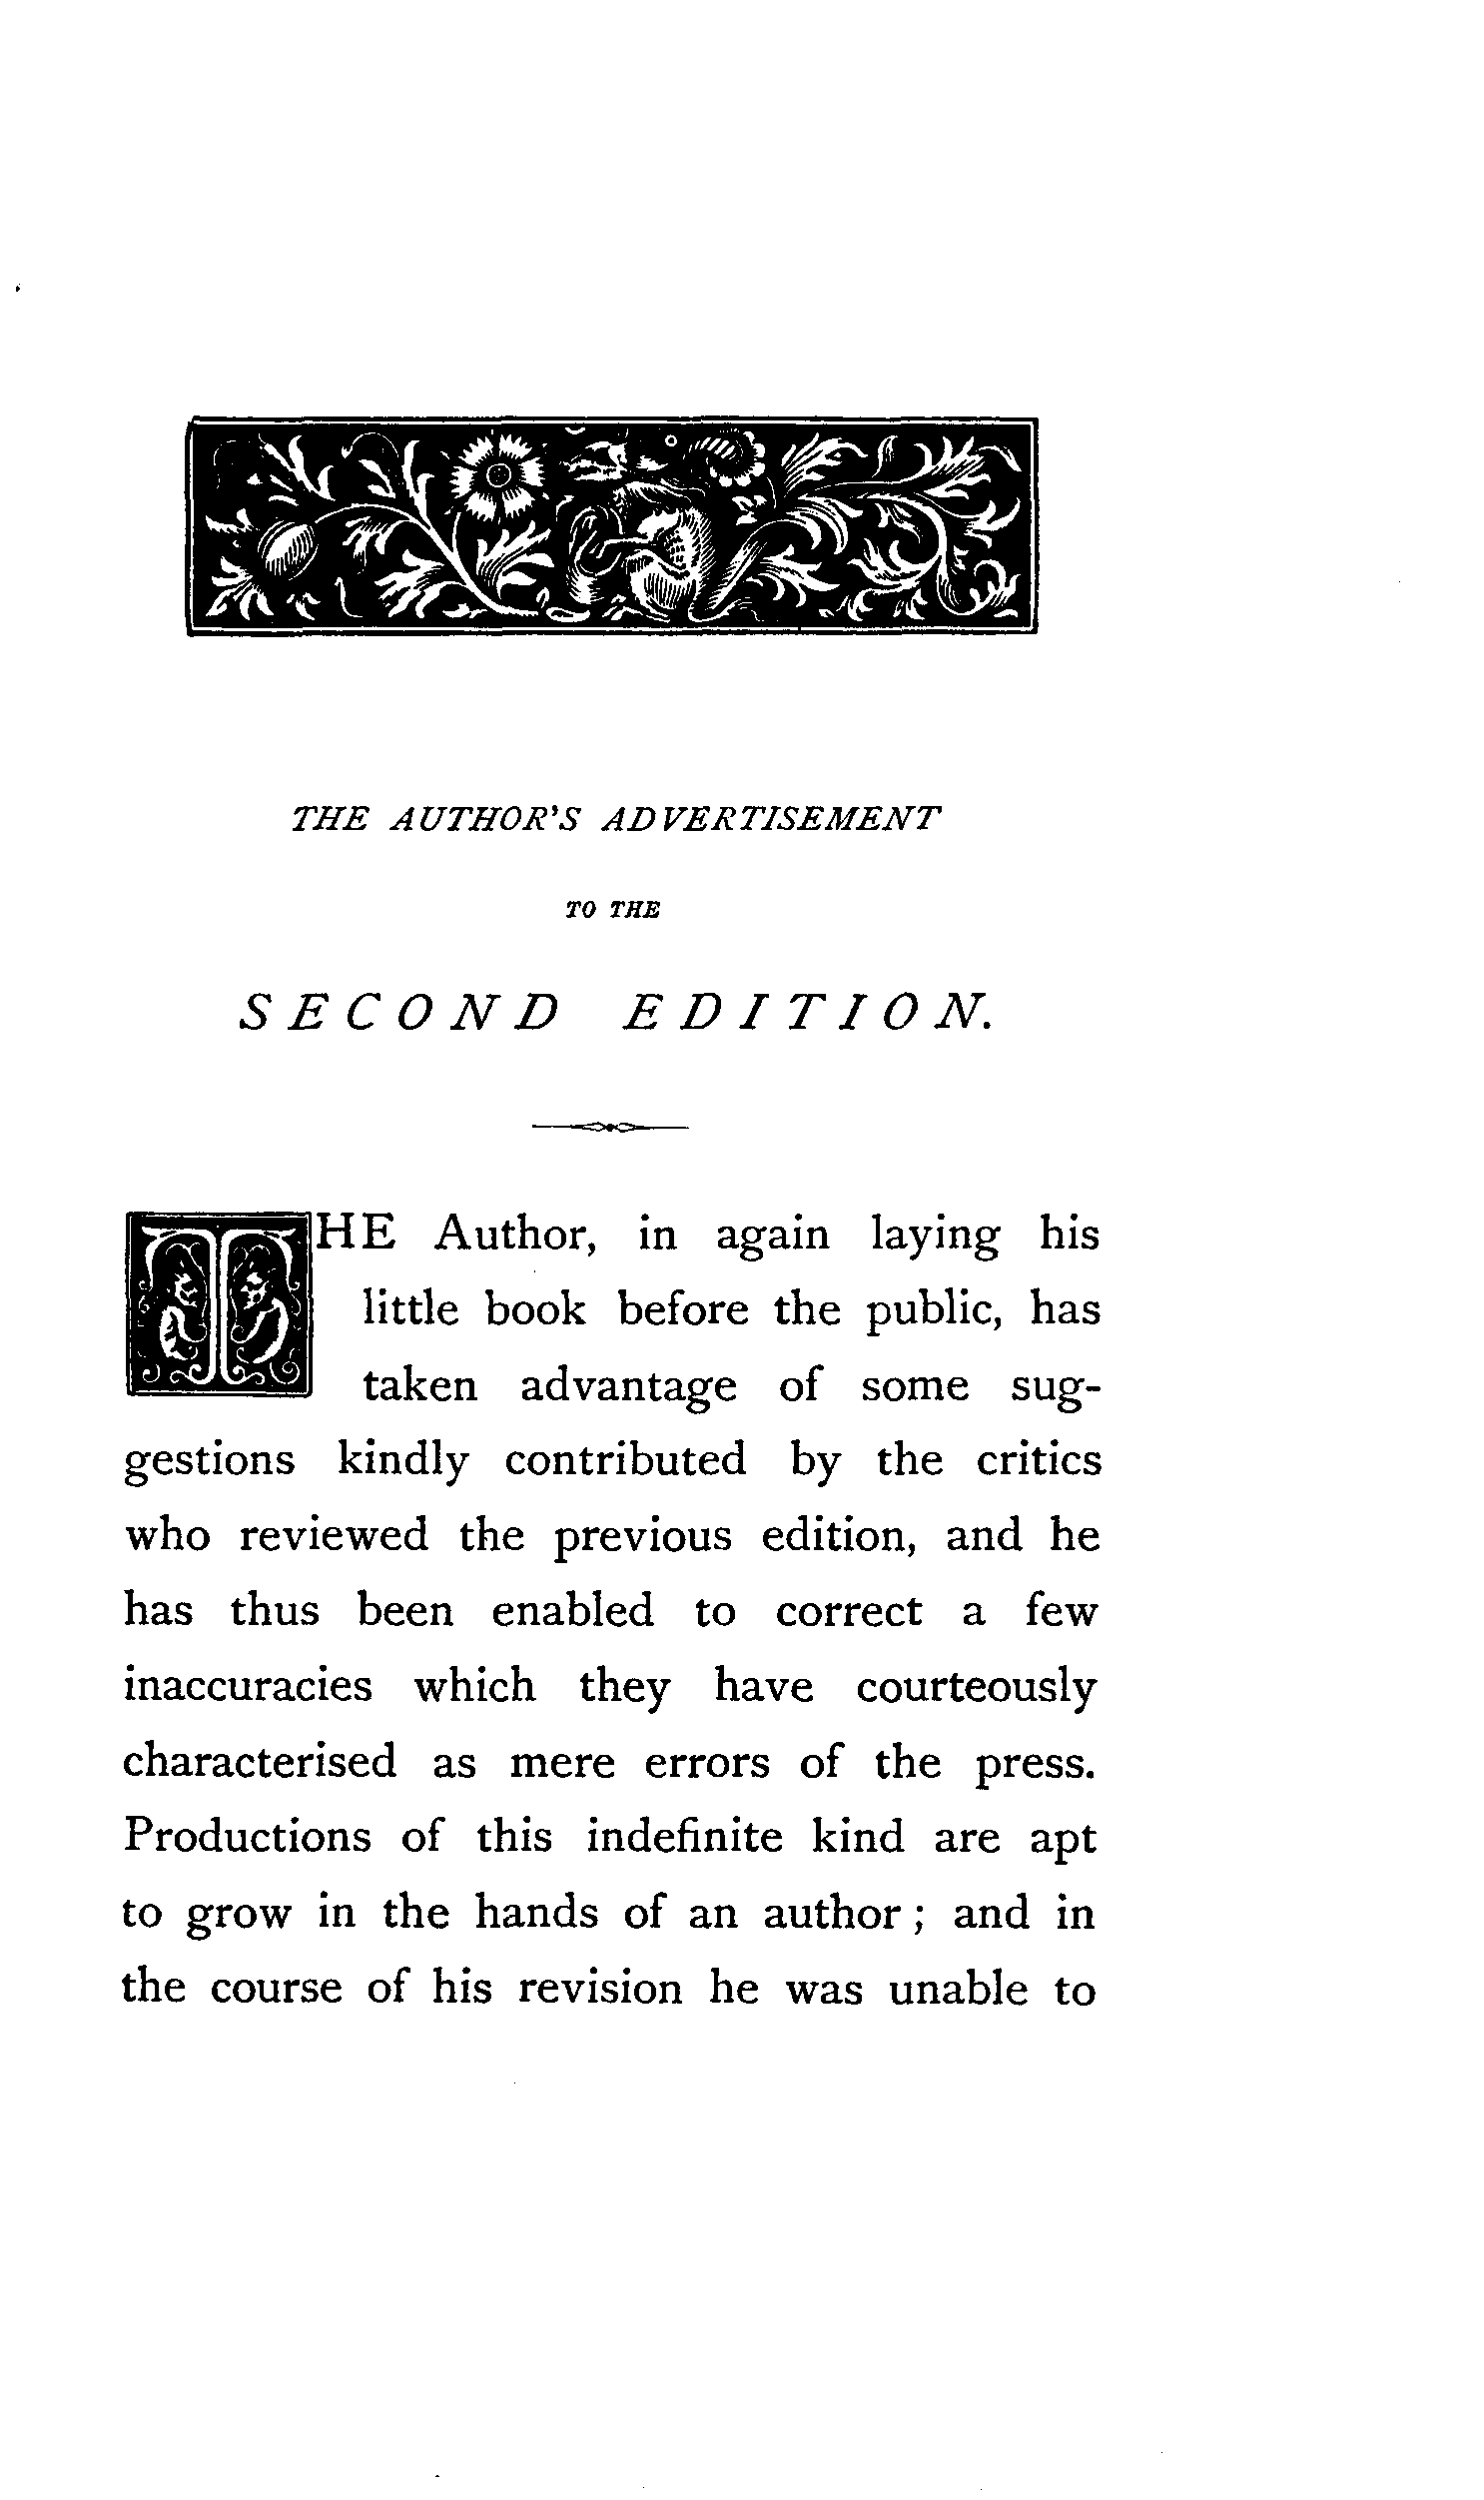 THE AUTHOR'S ADVERTISEMENT
TO THE
SECOND EDITION.
THE Author, in again laying his
little book before the public, has
taken advantage of some sug-
gestions kindly contributed by the critics
who reviewed the previous edition, and he
has thus been enabled to correct a few
inaccuracies which they have courteously
characterised as mere errors of the press.
Productions of this indefinite kind are apt
to grow in the hands of an author; and in
the course of his revision he was unable to